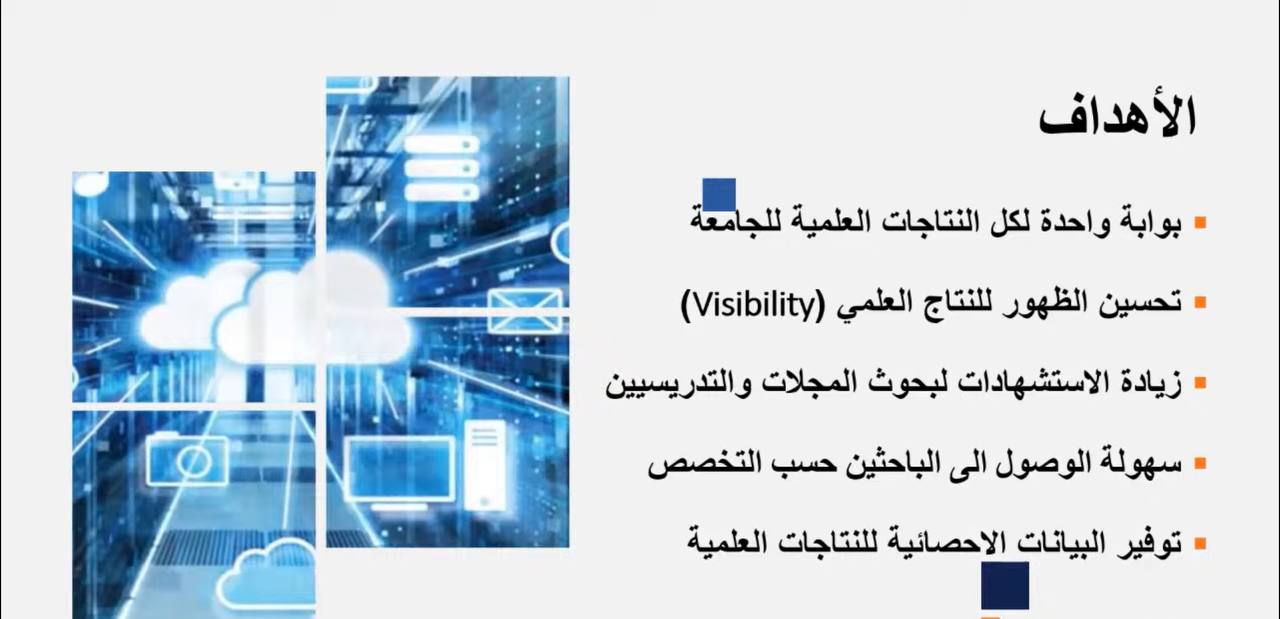 الأهداف
بوابة واحدة لكل النتاجات العلمية للجامعة
تحسين الظهور للنتاج العلمي (Visibility)
زيادة الاستشهادات لبحوث المجلات والتدريسيين
سهولة الوصول الى الباحثين حسب التخصص
توفير البيانات الاحصائية للنتاجات العلمية